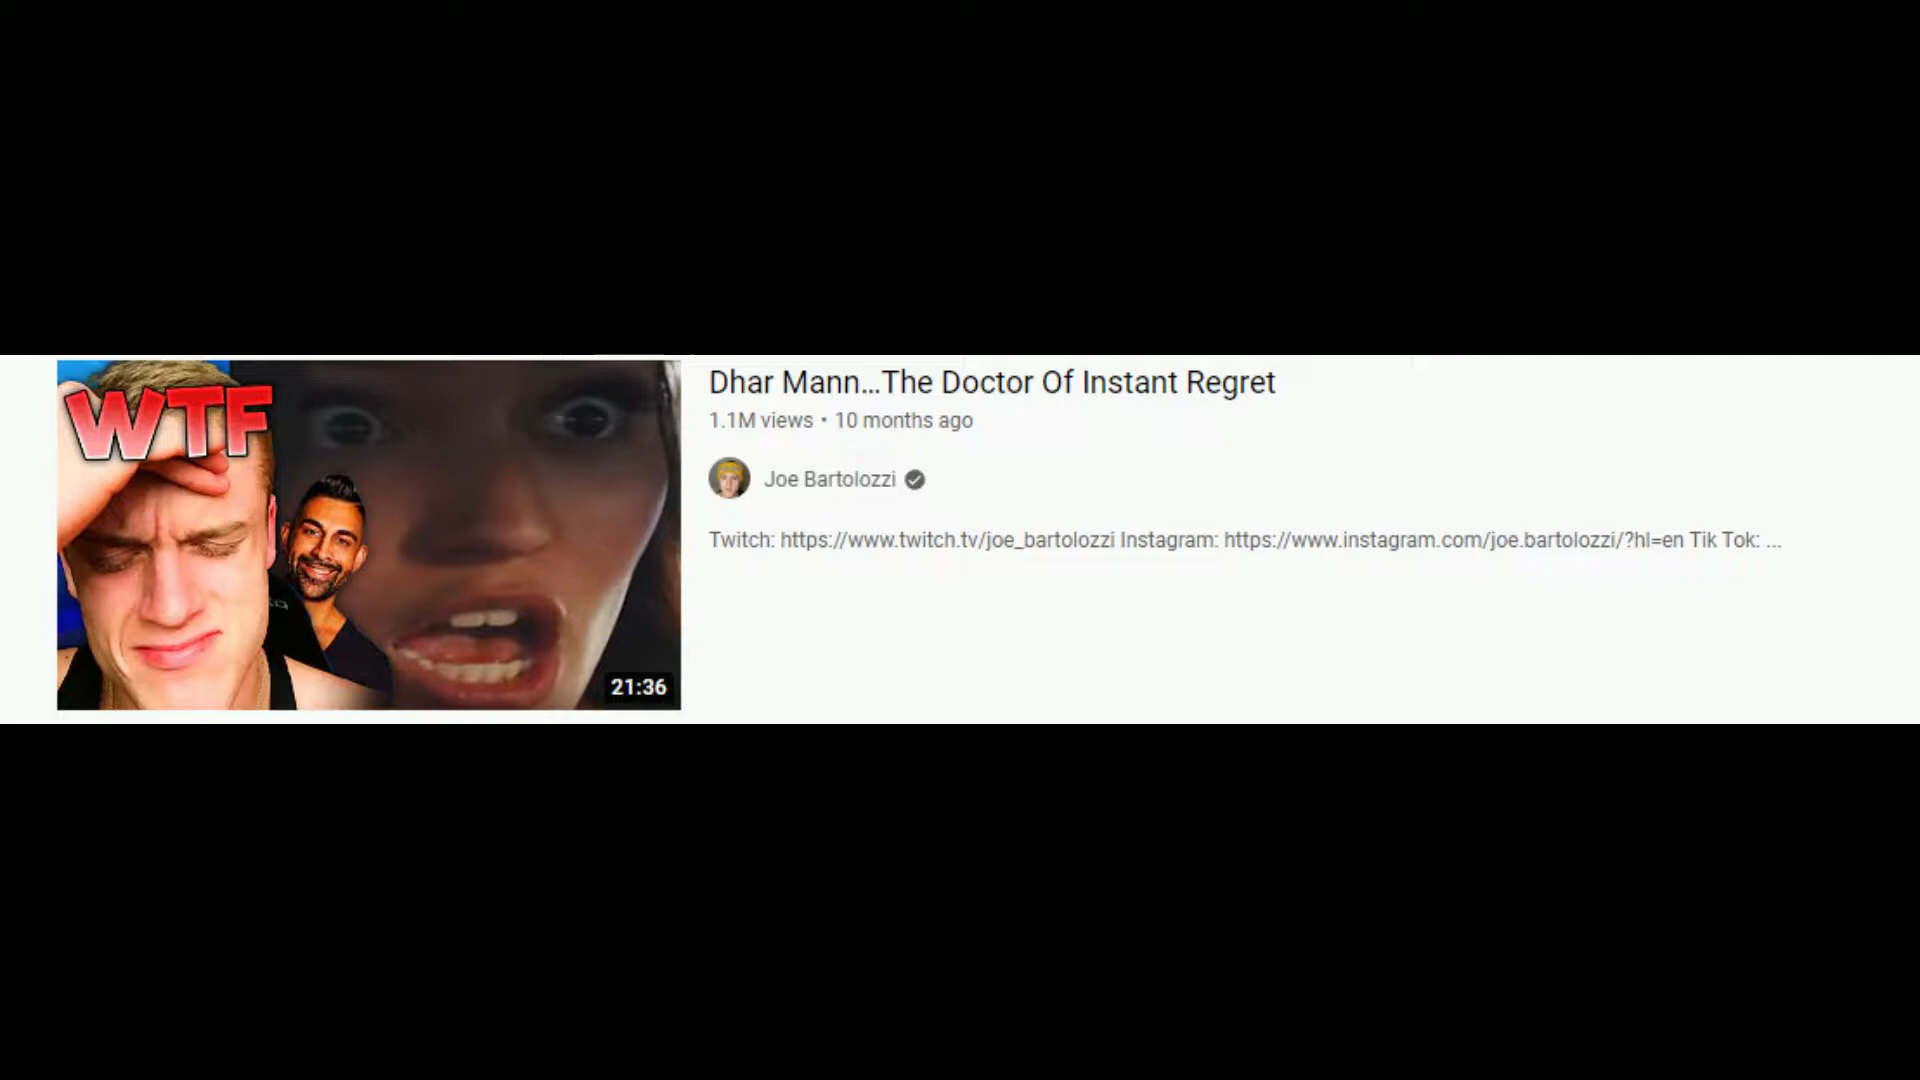 WTF
21:36
Dhar Mann...The Doctor Of Instant Regret
1.1M views • 10 months ago
Joe Bartolozzi
Twitch: https://www.twitch.tv/joe_bartolozzi Instagram: https://www.instagram.com/joe.bartolozzi/?hl=en Tik Tok: ...